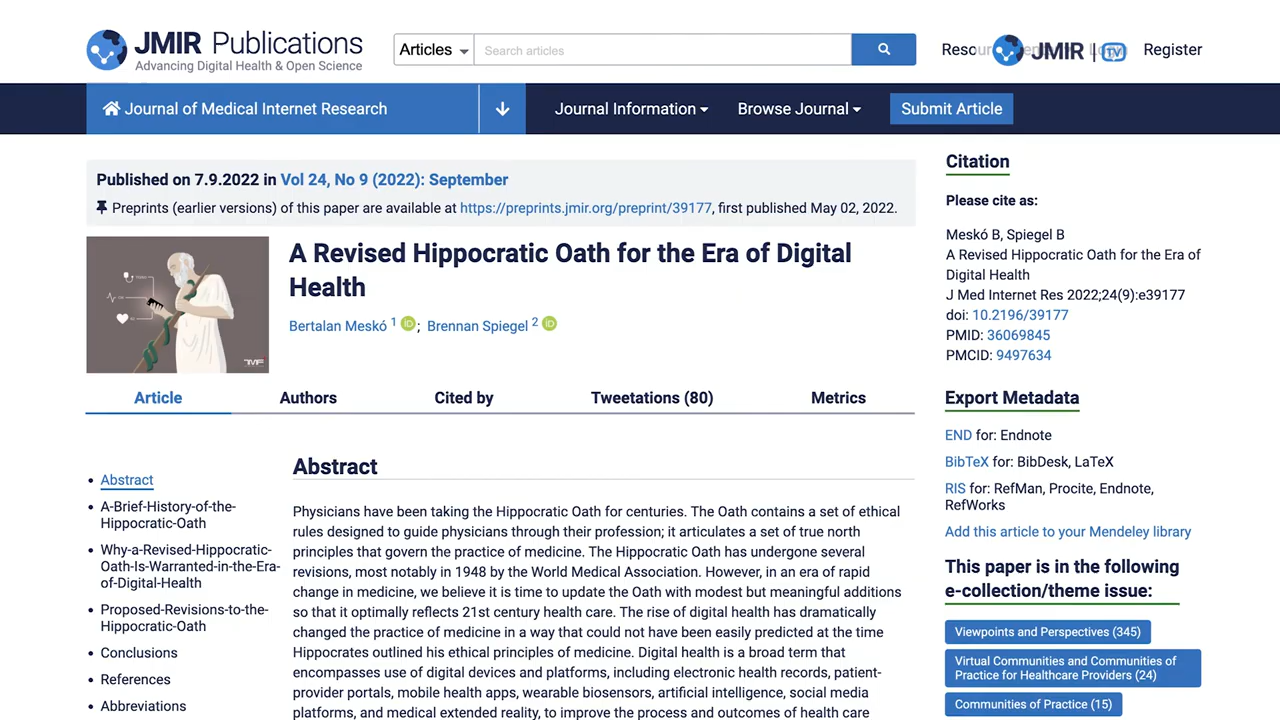 JMIR Publications
Advancing Digital Health & Open Science
Articles
Search articles
JMIR TV
Register
Journal of Medical Internet Research
Journal Information
Browse Journal
Submit Article
Published on 7.9.2022 in Vol 24, No 9 (2022): September
Preprints (earlier versions) of this paper are available at https://preprints.jmir.org/preprint/39177, first published May 02, 2022.
A Revised Hippocratic Oath for the Era of Digital
Health
Bertalan Meskó 1 iD; Brennan Spiegel 2 iD
TMF
Article
Authors
Cited by
Tweetations (80)
Metrics
Abstract
A-Brief-History-of-the-
Hippocratic-Oath
Why-a-Revised-Hippocratic-
Oath-Is-Warranted-in-the-Era-
of-Digital-Health
Proposed-Revisions-to-the-
Hippocratic-Oath
Conclusions
References
Abbreviations
Abstract
Physicians have been taking the Hippocratic Oath for centuries. The Oath contains a set of ethical
rules designed to guide physicians through their profession; it articulates a set of true north
principles that govern the practice of medicine. The Hippocratic Oath has undergone several
revisions, most notably in 1948 by the World Medical Association. However, in an era of rapid
change in medicine, we believe it is time to update the Oath with modest but meaningful additions
so that it optimally reflects 21st century health care. The rise of digital health has dramatically
changed the practice of medicine in a way that could not have been easily predicted at the time
Hippocrates outlined his ethical principles of medicine. Digital health is a broad term that
encompasses use of digital devices and platforms, including electronic health records, patient-
provider portals, mobile health apps, wearable biosensors, artificial intelligence, social media
platforms, and medical extended reality, to improve the process and outcomes of health care
Citation
Please cite as:
Meskó B, Spiegel B
A Revised Hippocratic Oath for the Era of
Digital Health
J Med Internet Res 2022;24(9):e39177
doi: 10.2196/39177
PMID: 36069845
PMCID: 9497634
Export Metadata
END for: Endnote
BibTeX for: BibDesk, LaTeX
RIS for: RefMan, Procite, Endnote,
RefWorks
Add this article to your Mendeley library
This paper is in the following
e-collection/theme issue:
Viewpoints and Perspectives (345)
Virtual Communities and Communities of
Practice for Healthcare Providers (24)
Communities of Practice (15)